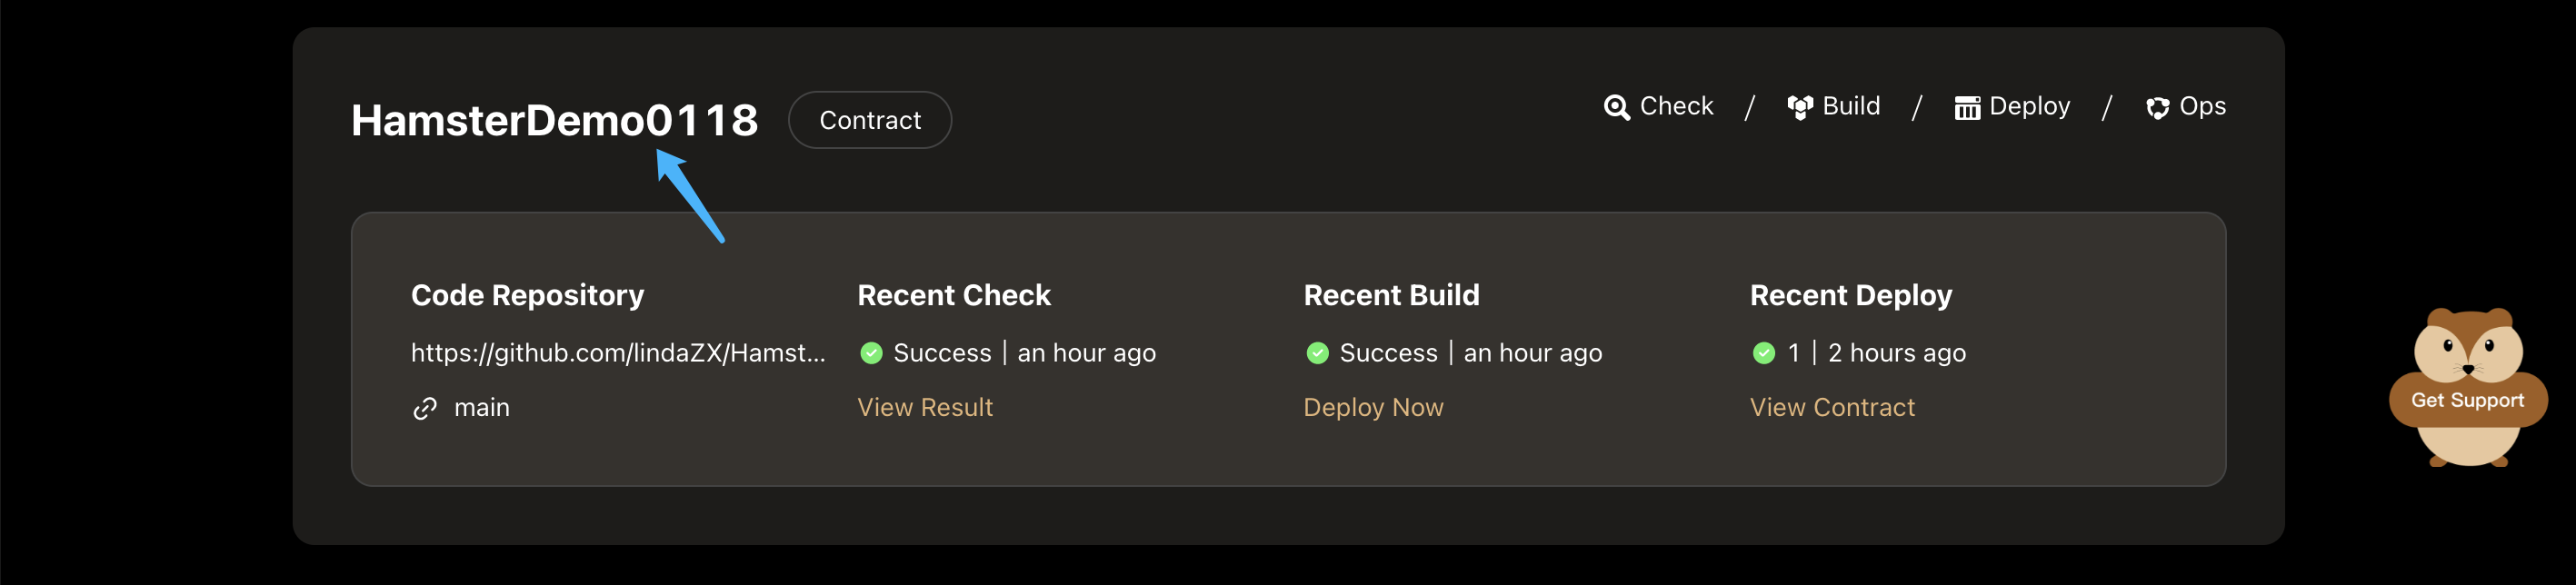 HamsterDemo0118 Contract
Check / Build / Deploy / Ops
Code Repository
https://github.com/lindaZX/Hamst...
main
Recent Check
Success | an hour ago
View Result
Recent Build
Success | an hour ago
Deploy Now
Recent Deploy
1 | 2 hours ago
View Contract
Get Support